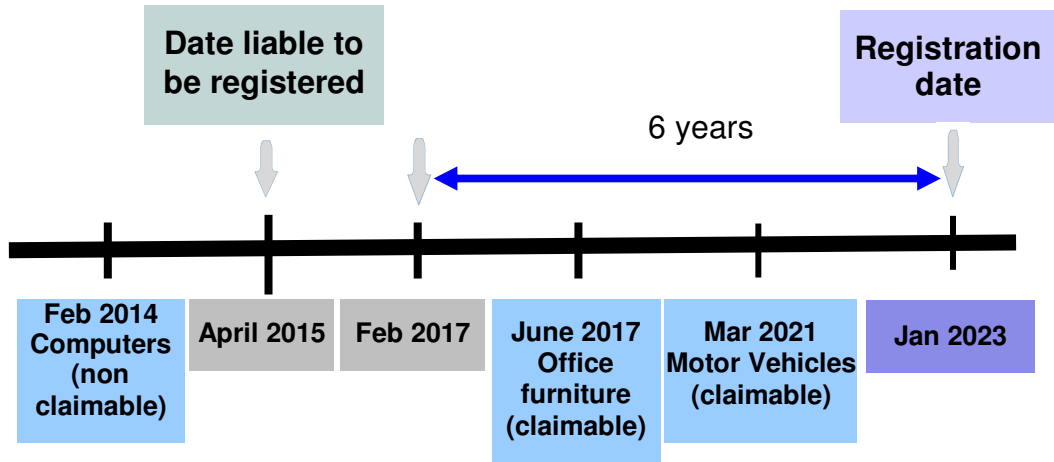 Date liable to
be registered
Registration
date
6 years
Feb 2014
Computers
(non
claimable)
April 2015
Feb 2017
June 2017
Office
furniture
(claimable)
Mar 2021
Motor Vehicles
(claimable)
Jan 2023